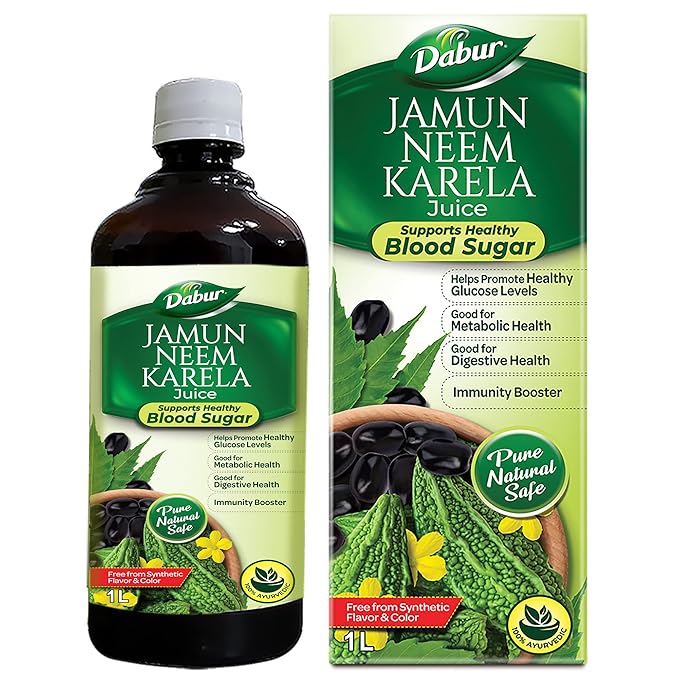 Dabur
JAMUN
NEEM
KARELA
Juice
Supports Healthy
Blood Sugar
Helps Promote Healthy
Glucose Levels
Good for
Metabolic Health
Good for
Digestive Health
Immunity Booster
Pure
Natural
Safe
Free from Synthetic
Flavor & Color
1L
100% AYURVEDIC
Dabur
JAMUN
NEEM
KARELA
Juice
Supports Healthy
Blood Sugar
Helps Promote Healthy
Glucose Levels
Good for
Metabolic Health
Good for
Digestive Health
Immunity Booster
Pure
Natural
Safe
Free from Synthetic
Flavor & Color
1L
100% AYURVEDIC